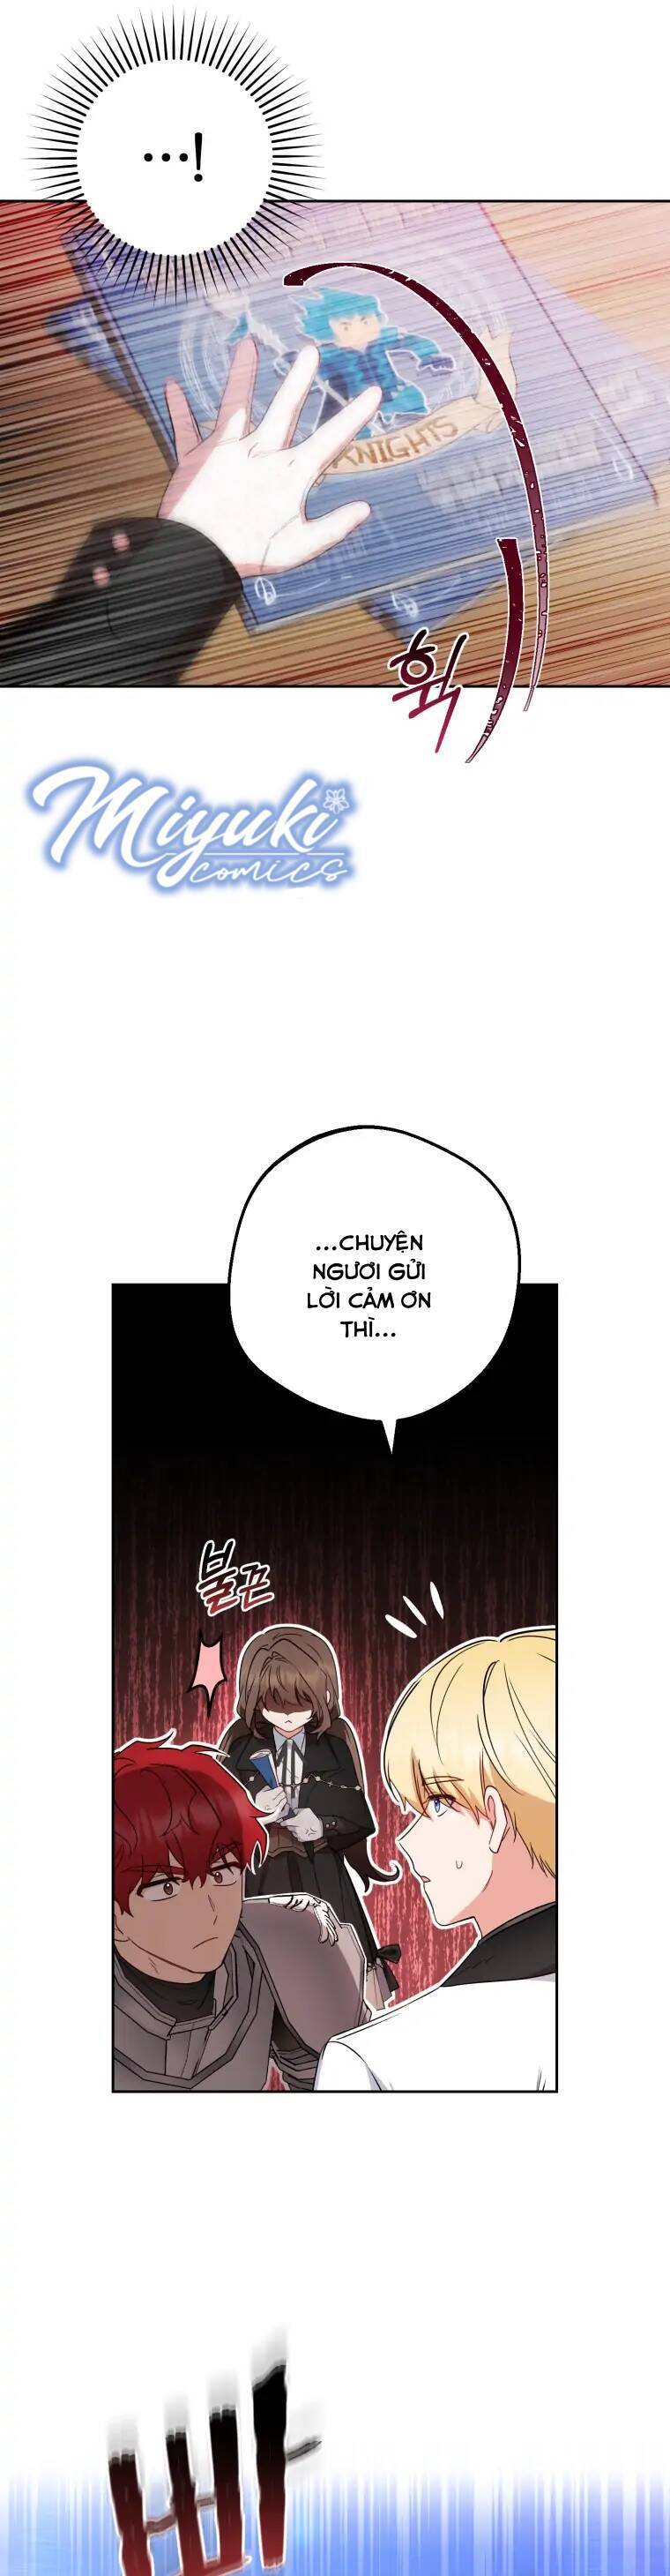 ...!
KNIGHTS
휙
Miyuki
comics
...CHUYỆN
NGƯƠI GỬI
LỜI CẢM ƠN
THÌ...
불끈